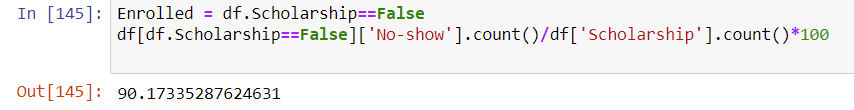 In [145]: Enrolled = df.Scholarship==False
df[df.Scholarship==False]['No-show'].count()/df['Scholarship'].count()*100
Out[145]: 90.17335287624631